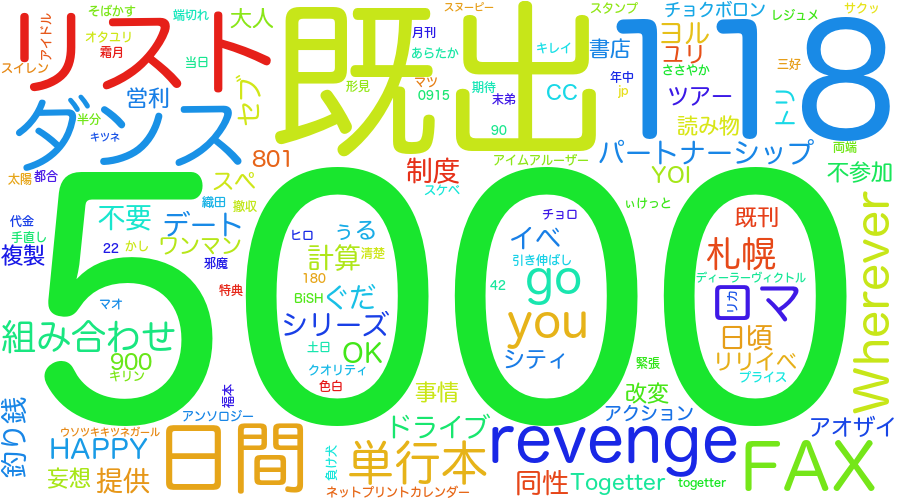 そばかす
端切れ
大人
リスト
アイドル
オタユリ
霜月
スイレン
当日
セブ
既出
スヌービー
月刊
あらたか
マツ
0915
形見
キレイ
期待
末弟
90
CC
スタンプ
チョクボロン
レジュメ
サクッ
118
書店
ヨル
ユリ
ささやか
年中
jp
ツアー
三好
トリ
読み物
両端
ダンス
営利
半分
キツネ
801
制度
スケベ
アイムアルーザー
パートナーシップ
YOI
不参加
太陽
都合
5000
スペ
織田
撤収
ぃけっと
代金
手直し
複製
不要
22
かし
デート
ワンマン
邪魔
特典
ヒロ
ぅる
計算
清楚
180
BiSH
ぐだ
シリーズ
土日
OK
クオリティ
色白
チョロ
イベ
引き伸ばし
42
go
you
シティ
既刊
札幌
ディーラーヴィクトル
ロマ
リカ
日頃
リリイベ
プライス
緊張
Wherever
マオ
組み合わせ
900
キリン
福本
事情
改変
釣り銭
アンソロジー
ウソツキキツネガール
HAPPY
妄想
提供
日間
負け犬
ドライブ
単行本
ネットプリントカレンダー
アクション
revenge
同性
Togetter
togetter
アオザイ
FAX